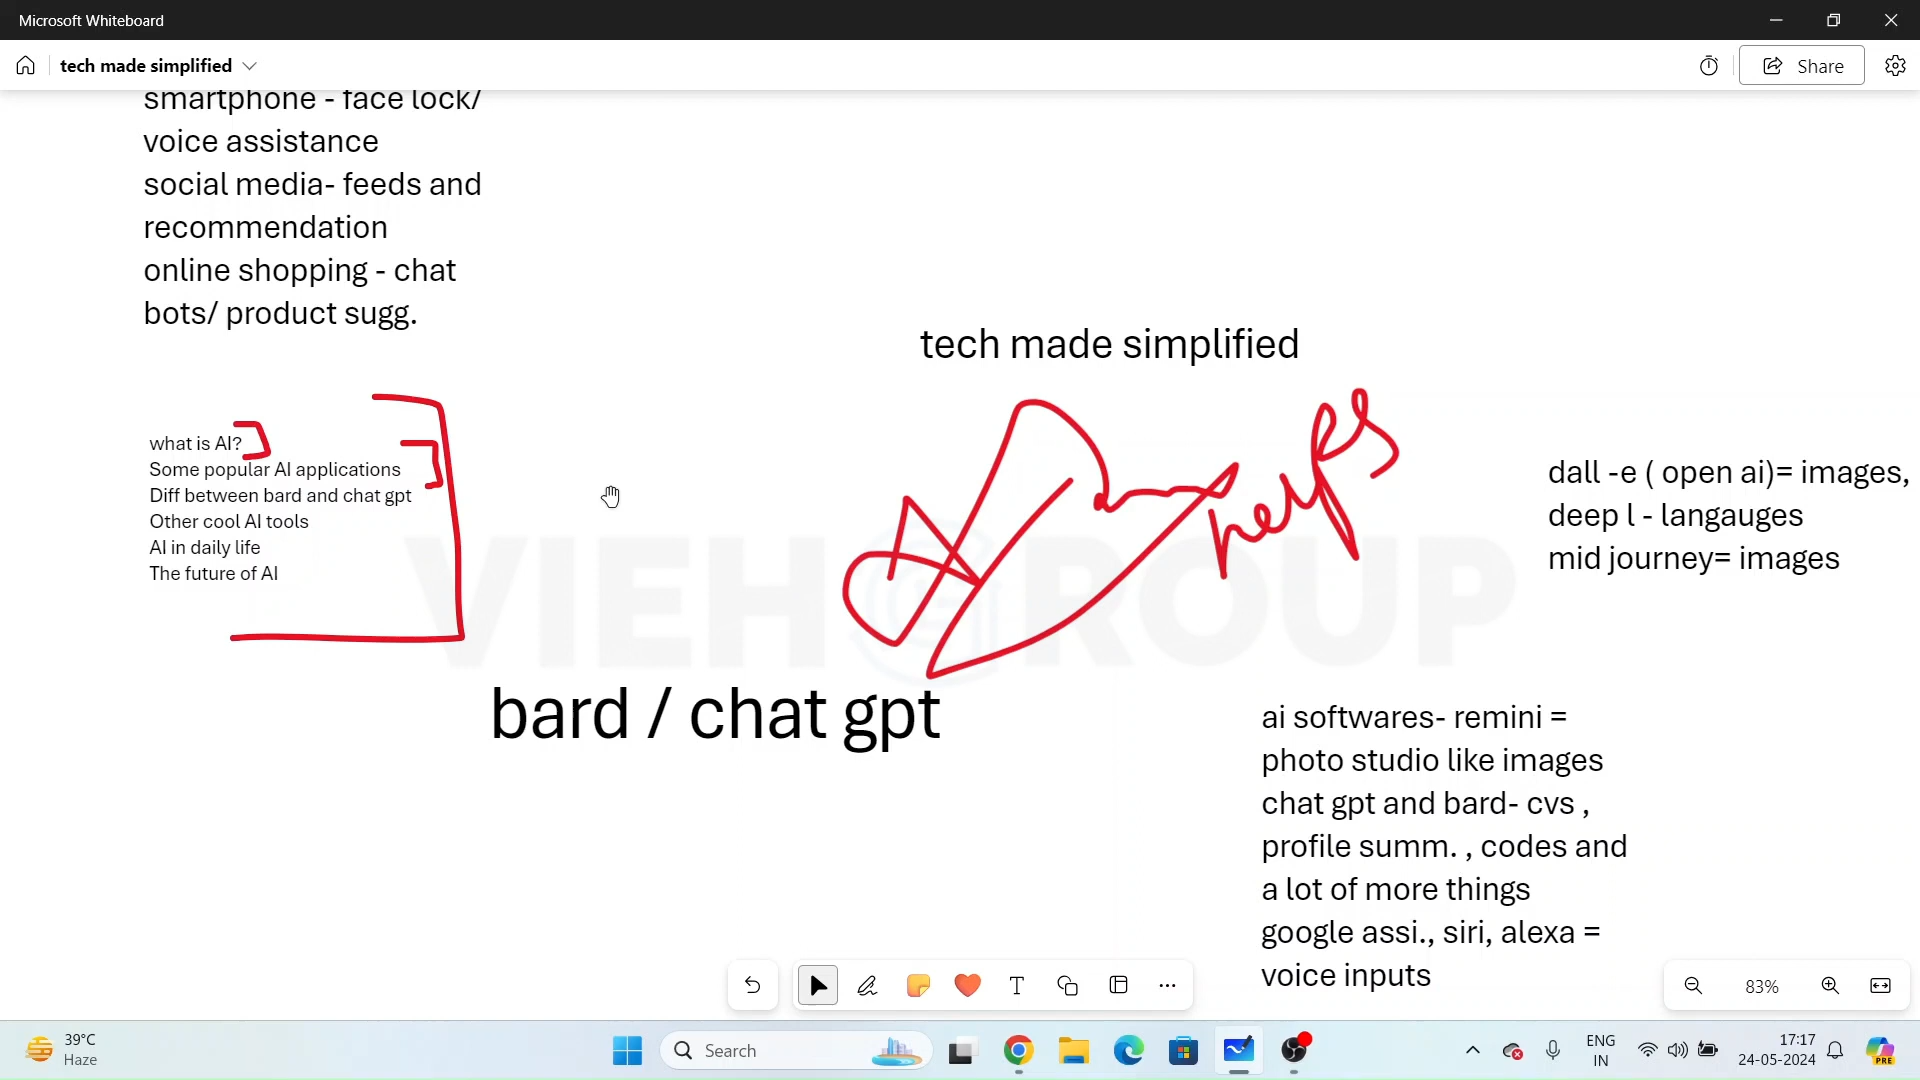 Microsoft Whiteboard
tech made simplified
Share
smartphone - face lock/
voice assistance
social media- feeds and
recommendation
online shopping - chat
bots/ product sugg.
tech made simplified
what is AI?
Some popular AI applications
Diff between bard and chat gpt
Other cool AI tools
AI in daily life
The future of AI
helps
dall -e ( open ai)= images,
deep l - langauges
mid journey= images
VIEH GROUP
bard / chat gpt
ai softwares- remini =
photo studio like images
chat gpt and bard- cvs ,
profile summ. , codes and
a lot of more things
google assi., siri, alexa =
voice inputs
83%
39°C
Haze
Search
ENG
IN
17:17
24-05-2024
PRE